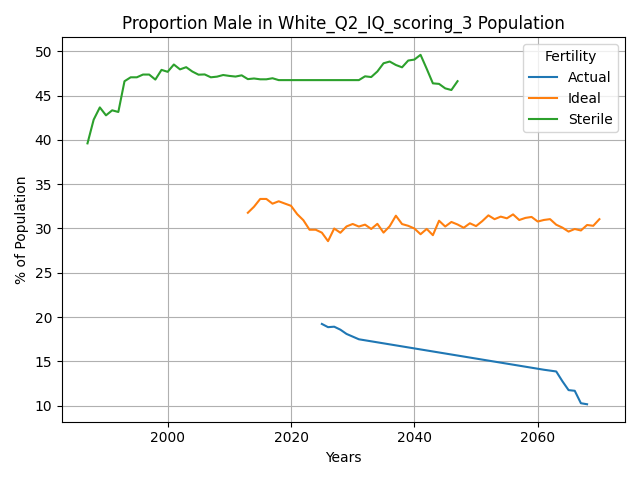 Proportion Male in White_Q2_IQ_scoring_3 Population
% of Population
50
45
40
35
30
25
20
15
10
Fertility
Actual
Ideal
Sterile
2000
2020
2040
2060
Years